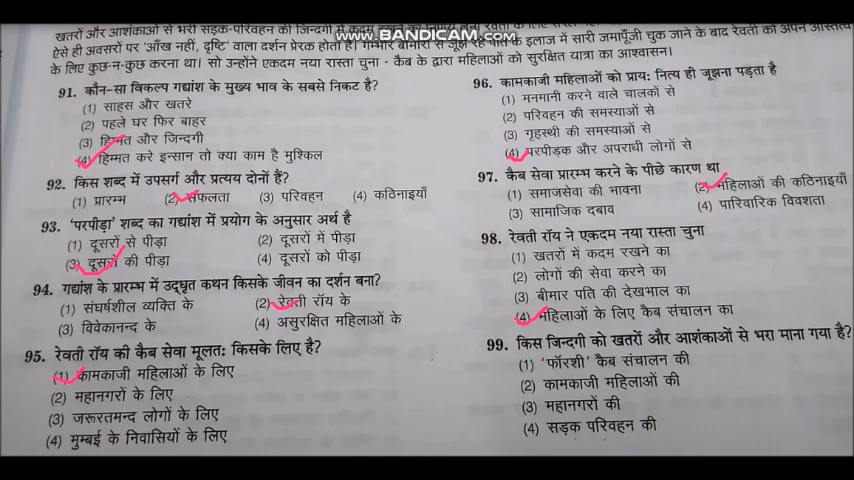 WWW.BANDICAM.COM
खतरों और आशंकाओं से भरी सड़क-परिवहन की जिन्दगी में कदम रखने का निर्णय
ऐसे ही अवसरों पर 'आँख नहीं, दृष्टि' वाला दर्शन प्रेरक होता है। गम्भीर बीमारी से जूझ रहे पति के इलाज में सारी जमापूँजी चुक जाने के बाद रेवती को अपने अस्तित्व
के लिए कुछ-न-कुछ करना था। सो उन्होंने एकदम नया रास्ता चुना - कैब के द्वारा महिलाओं को सुरक्षित यात्रा का आश्वासन।
91. कौन-सा विकल्प गद्यांश के मुख्य भाव के सबसे निकट है?
(1) साहस और खतरे
(2) पहले घर फिर बाहर
(3) हिम्मत और जिन्दगी
(4) हिम्मत करे इन्सान तो क्या काम है मुश्किल
92. किस शब्द में उपसर्ग और प्रत्यय दोनों हैं?
(1) प्रारम्भ (2) सफलता (3) परिवहन (4) कठिनाइयाँ
93. 'परपीड़ा' शब्द का गद्यांश में प्रयोग के अनुसार अर्थ है
(1) दूसरों से पीड़ा (2) दूसरों में पीड़ा
(3) दूसरों की पीड़ा (4) दूसरों को पीड़ा
94. गद्यांश के प्रारम्भ में उद्धृत कथन किसके जीवन का दर्शन बना?
(1) संघर्षशील व्यक्ति के (2) रेवती रॉय के
(3) विवेकानन्द के (4) असुरक्षित महिलाओं के
95. रेवती रॉय की कैब सेवा मूलतः किसके लिए है?
(1) कामकाजी महिलाओं के लिए
(2) महानगरों के लिए
(3) जरूरतमन्द लोगों के लिए
(4) मुम्बई के निवासियों के लिए
96. कामकाजी महिलाओं को प्रायः नित्य ही जूझना पड़ता है
(1) मनमानी करने वाले चालकों से
(2) परिवहन की समस्याओं से
(3) गृहस्थी की समस्याओं से
(4) परपीड़क और अपराधी लोगों से
97. कैब सेवा प्रारम्भ करने के पीछे कारण था
(1) समाजसेवा की भावना (2) महिलाओं की कठिनाइयाँ
(3) सामाजिक दबाव (4) पारिवारिक विवशता
98. रेवती रॉय ने एकदम नया रास्ता चुना
(1) खतरों में कदम रखने का
(2) लोगों की सेवा करने का
(3) बीमार पति की देखभाल का
(4) महिलाओं के लिए कैब संचालन का
99. किस जिन्दगी को खतरों और आशंकाओं से भरा माना गया है?
(1) 'फॉरशी' कैब संचालन की
(2) कामकाजी महिलाओं की
(3) महानगरों की
(4) सड़क परिवहन की